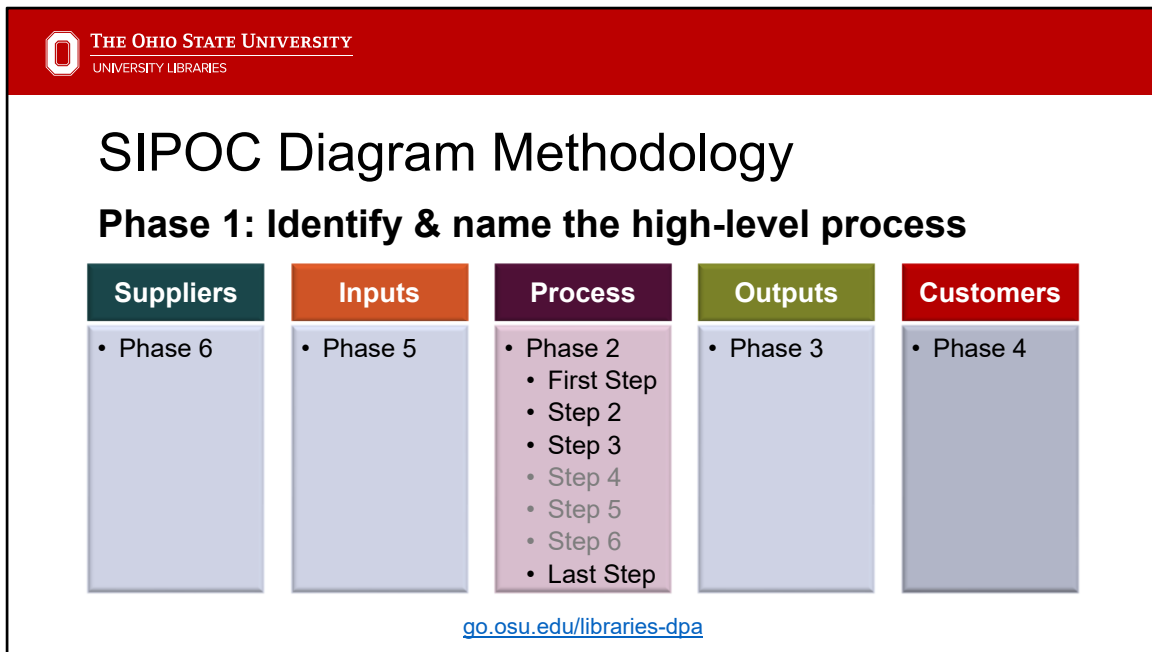 THE OHIO STATE UNIVERSITY
UNIVERSITY LIBRARIES
SIPOC Diagram Methodology
Phase 1: Identify & name the high-level process
Suppliers
• Phase 6
Inputs
• Phase 5
Process
• Phase 2
• First Step
• Step 2
• Step 3
• Step 4
• Step 5
• Step 6
• Last Step
Outputs
• Phase 3
Customers
• Phase 4
go.osu.edu/libraries-dpa